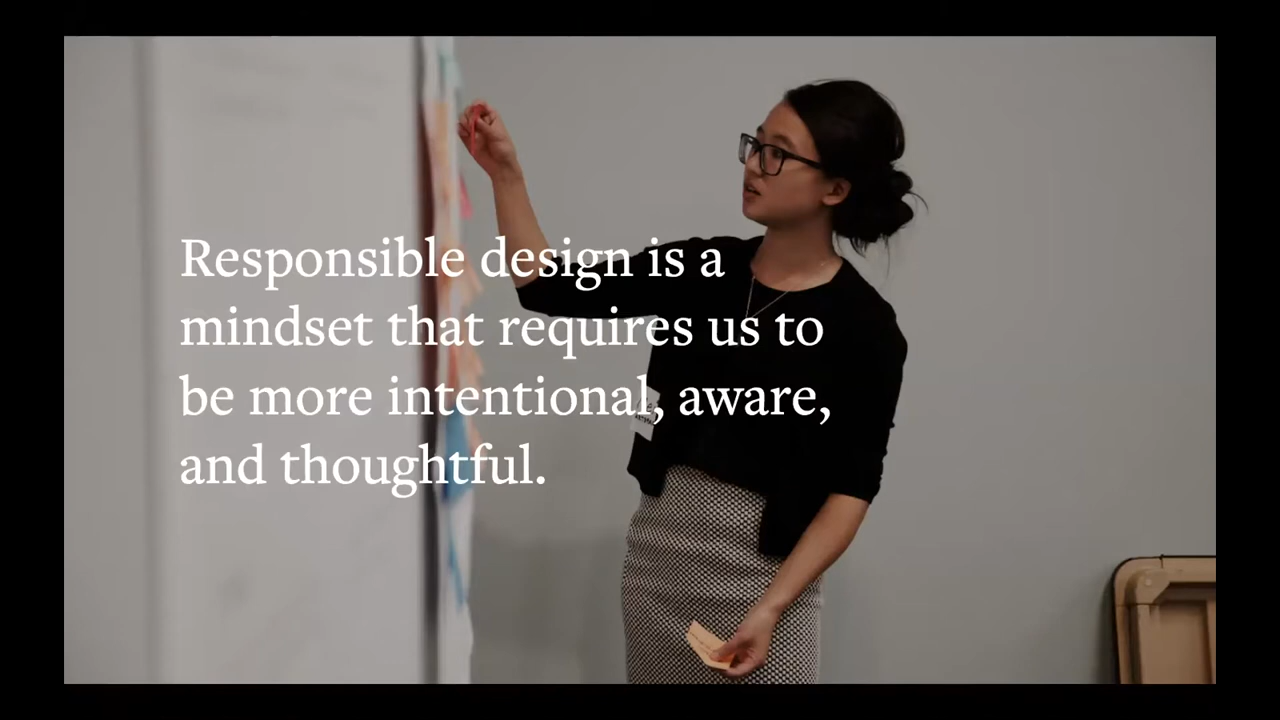 Responsible design is a
mindset that requires us to
be more intentional, aware,
and thoughtful.